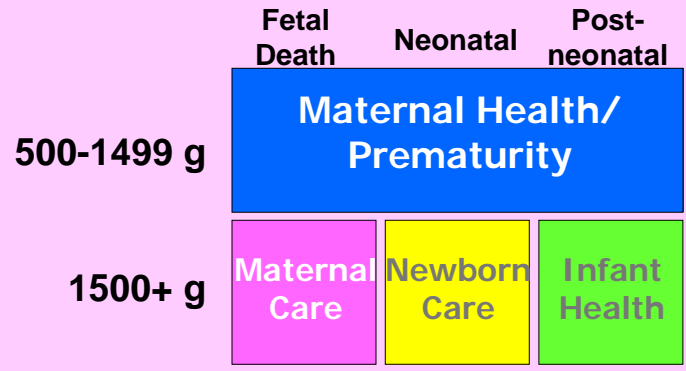 Fetal
Death
Neonatal
Post-
neonatal
500-1499 g
Maternal Health/
Prematurity
1500+ g
Maternal
Care
Newborn
Care
Infant
Health